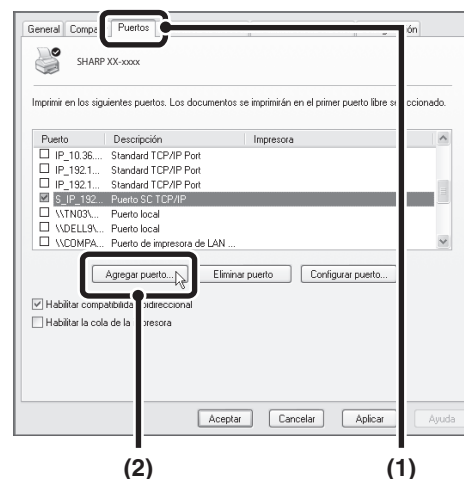 General Compa Puertos ón
SHARP XX-xxxx
Imprimir en los siguientes puertos. Los documentos se imprimirán en el primer puerto libre se ccionado.
Puerto Descripción Impresora
IP_10.36.... Standard TCP/IP Port
IP_192.1... Standard TCP/IP Port
IP_192.1... Standard TCP/IP Port
S_IP_192... Puerto SC TCP/IP
\\TN03\... Puerto local
\\DELL9\... Puerto local
\\COMPA... Puerto de impresora de LAN ...
Agregar puerto... Eliminar puerto Configurar puerto...
Habilitar compatibilida bidireccional
Habilitar la cola de la presora
Aceptar Cancelar Aplicar Ayuda
(2) (1)